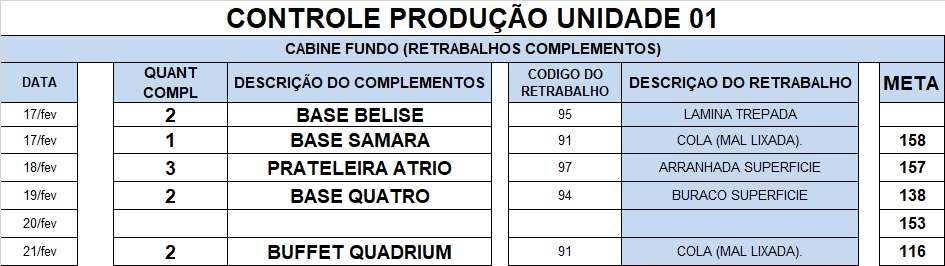 CONTROLE PRODUÇÃO UNIDADE 01
CABINE FUNDO (RETRABALHOS COMPLEMENTOS)
DATA QUANT COMPL DESCRIÇÃO DO COMPLEMENTOS CODIGO DO RETRABALHO DESCRIÇAO DO RETRABALHO META
17/fev 2 BASE BELISE 95 LAMINA TREPADA
17/fev 1 BASE SAMARA 91 COLA (MAL LIXADA). 158
18/fev 3 PRATELEIRA ATRIO 97 ARRANHADA SUPERFICIE 157
19/fev 2 BASE QUATRO 94 BURACO SUPERFICIE 138
20/fev 153
21/fev 2 BUFFET QUADRIUM 91 COLA (MAL LIXADA). 116